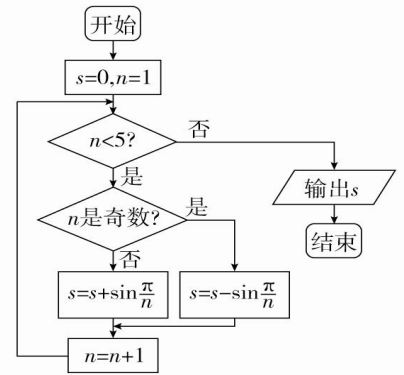 开始
s=0,n=1
n<5?
否
是
输出s
n是奇数?
是
结束
否
s=s+sin π/n
s=s-sin π/n
n=n+1